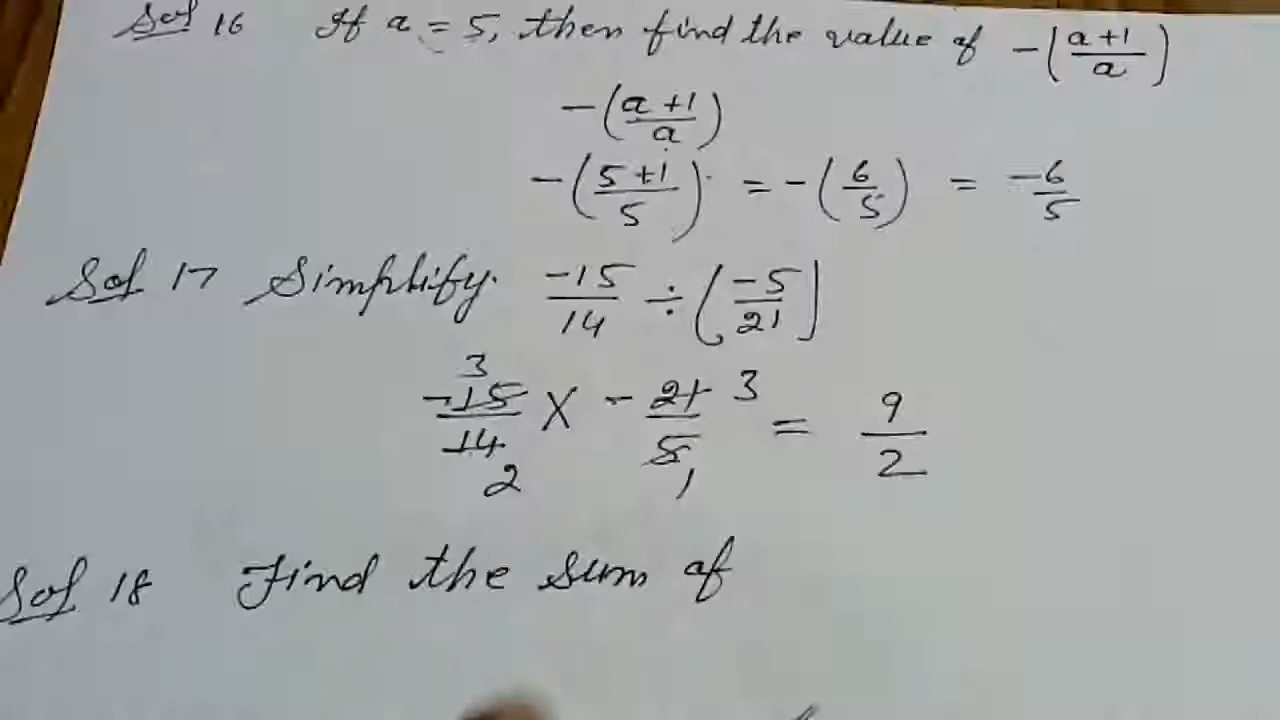 Sol 16 If a = 5, then find the value of -(a+1/a)
-(a+1/a)
-(5+1/5) = -(6/5) = -6/5
Sol 17 Simplify. -15/14 ÷ (-5/21)
3 3
-15/14 X -21/5 = 9/2
2 1
Sol 18 Find the sum of